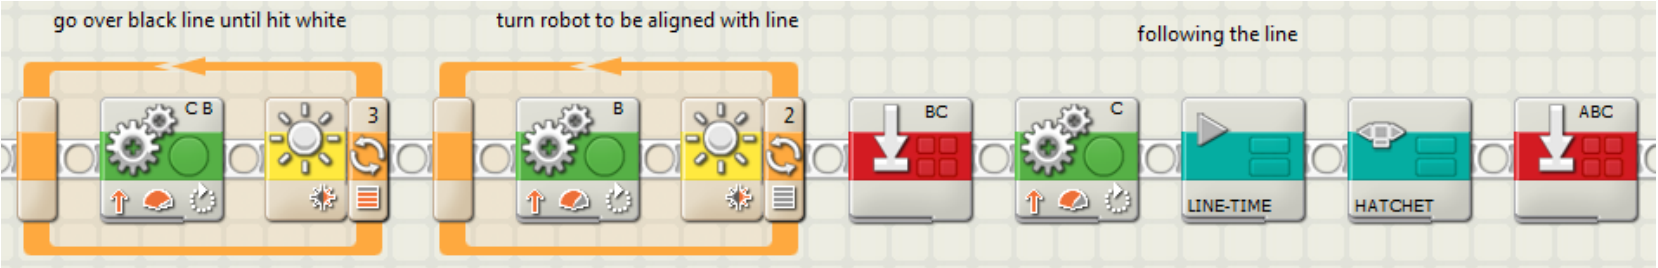 go over black line until hit white
turn robot to be aligned with line
following the line
C B
3
B
2
BC
C
LINE-TIME
HATCHET
ABC